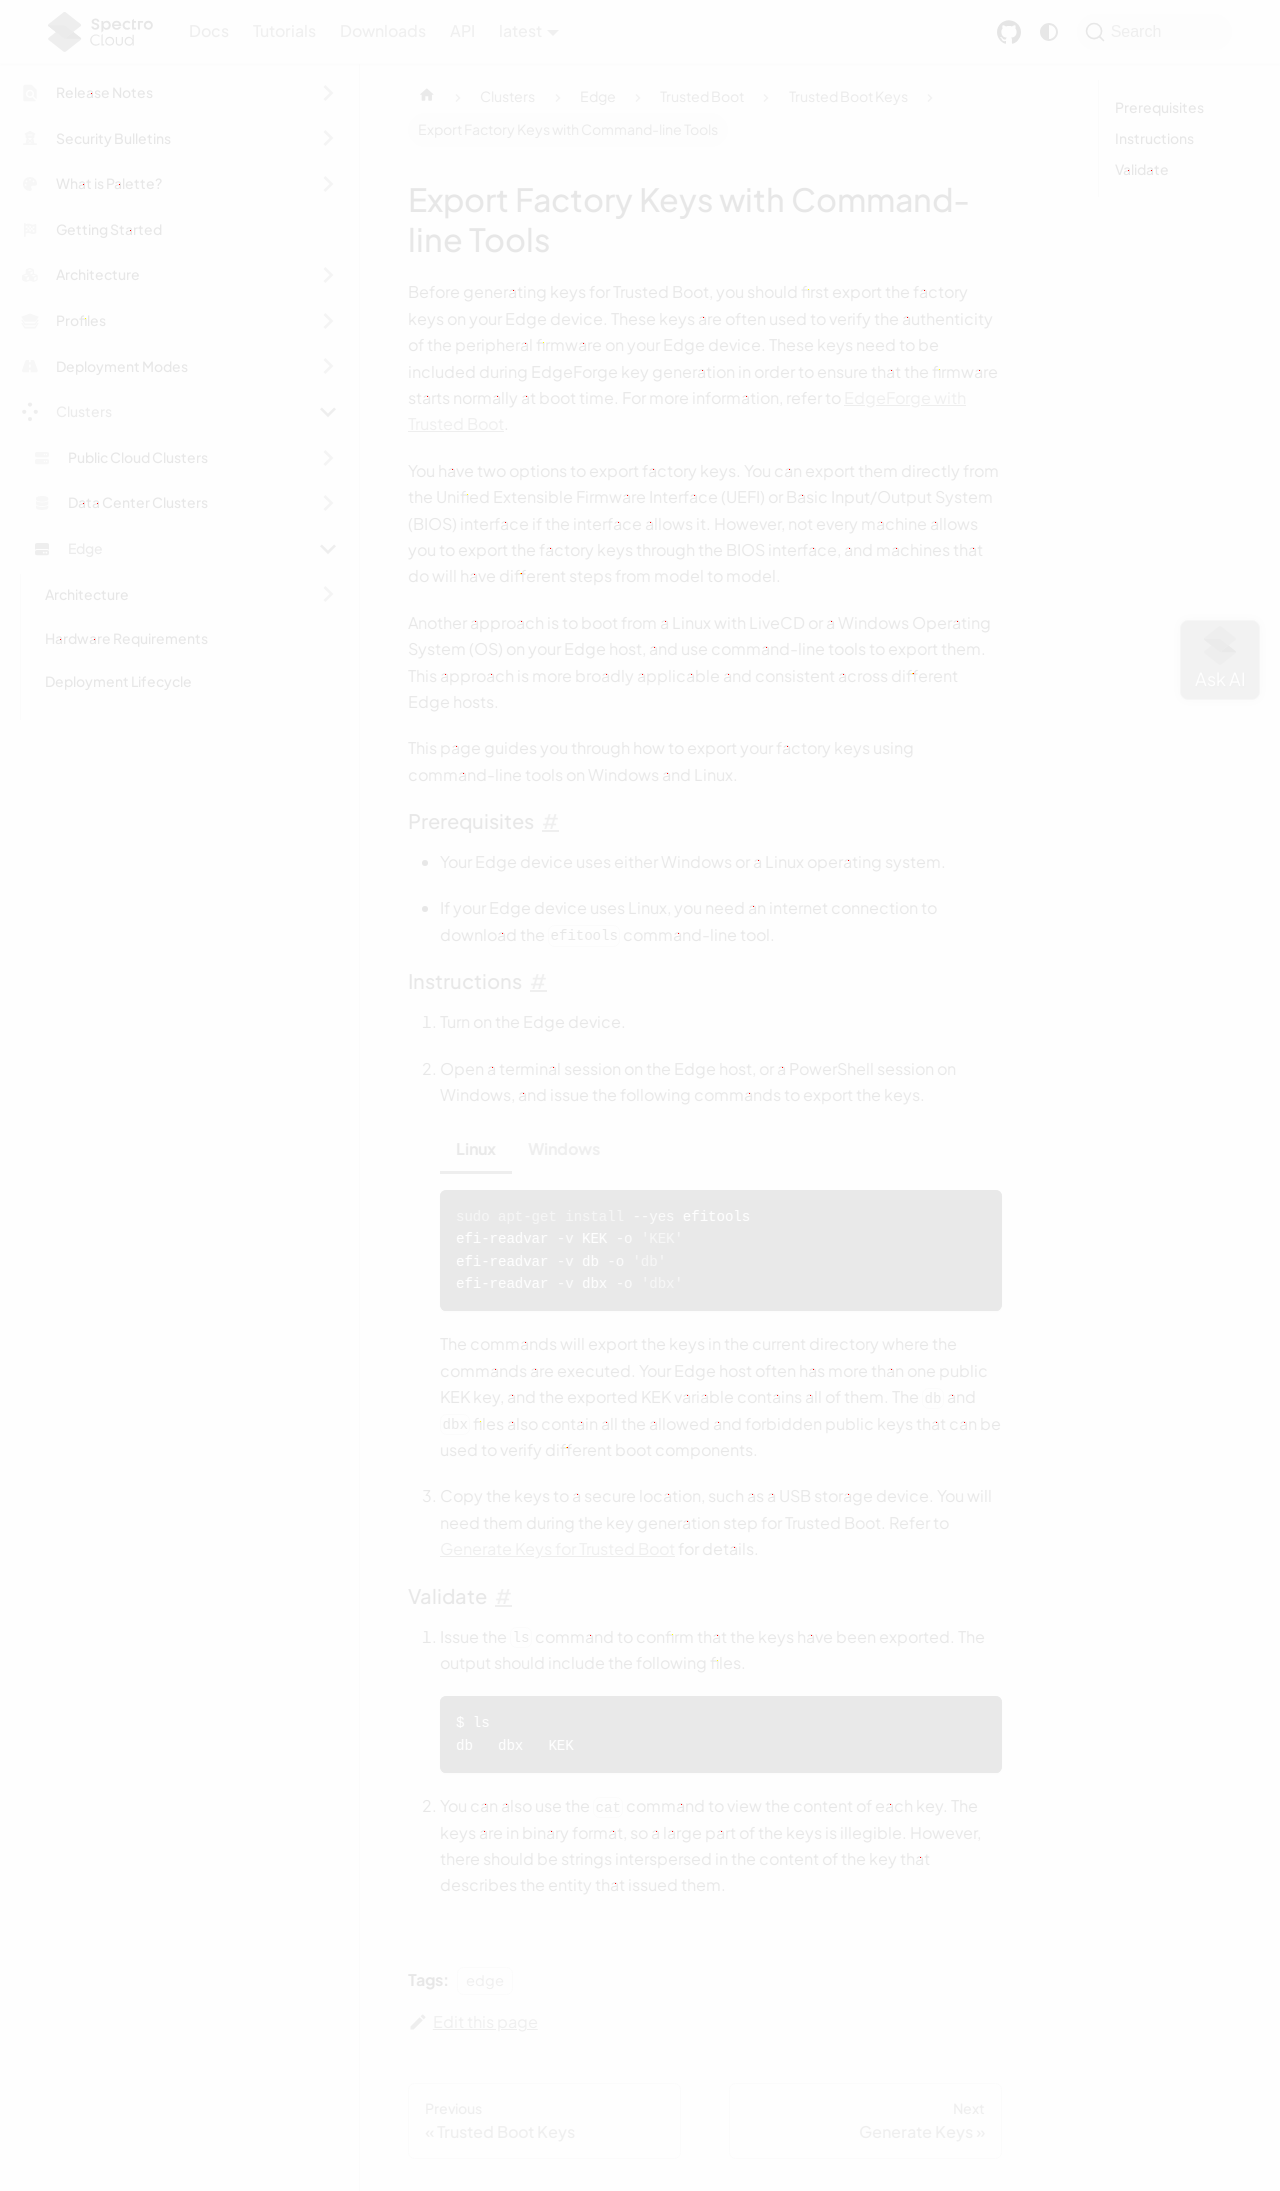 Spectro Cloud
Docs
Tutorials
Downloads
API
latest
Search
Release Notes
Security Bulletins
What is Palette?
Getting Started
Architecture
Profiles
Deployment Modes
Clusters
Public Cloud Clusters
Data Center Clusters
Edge
Architecture
Hardware Requirements
Deployment Lifecycle
Clusters
Edge
Trusted Boot
Trusted Boot Keys
Export Factory Keys with Command-line Tools
Export Factory Keys with Command-
line Tools
Before generating keys for Trusted Boot, you should first export the factory
keys on your Edge device. These keys are often used to verify the authenticity
of the peripheral firmware on your Edge device. These keys need to be
included during EdgeForge key generation in order to ensure that the firmware
starts normally at boot time. For more information, refer to EdgeForge with
Trusted Boot.
You have two options to export factory keys. You can export them directly from
the Unified Extensible Firmware Interface (UEFI) or Basic Input/Output System
(BIOS) interface if the interface allows it. However, not every machine allows
you to export the factory keys through the BIOS interface, and machines that
do will have different steps from model to model.
Another approach is to boot from a Linux with LiveCD or a Windows Operating
System (OS) on your Edge host, and use command-line tools to export them.
This approach is more broadly applicable and consistent across different
Edge hosts.
This page guides you through how to export your factory keys using
command-line tools on Windows and Linux.
Prerequisites #
• Your Edge device uses either Windows or a Linux operating system.
• If your Edge device uses Linux, you need an internet connection to
download the efitools command-line tool.
Instructions #
1. Turn on the Edge device.
2. Open a terminal session on the Edge host, or a PowerShell session on
Windows, and issue the following commands to export the keys.
Linux
Windows
sudo apt-get install --yes efitools
efi-readvar -v KEK -o 'KEK'
efi-readvar -v db -o 'db'
efi-readvar -v dbx -o 'dbx'
The commands will export the keys in the current directory where the
commands are executed. Your Edge host often has more than one public
KEK key, and the exported KEK variable contains all of them. The db and
dbx files also contain all the allowed and forbidden public keys that can be
used to verify different boot components.
3. Copy the keys to a secure location, such as a USB storage device. You will
need them during the key generation step for Trusted Boot. Refer to
Generate Keys for Trusted Boot for details.
Validate #
1. Issue the ls command to confirm that the keys have been exported. The
output should include the following files.
$ ls
db dbx KEK
2. You can also use the cat command to view the content of each key. The
keys are in binary format, so a large part of the keys is illegible. However,
there should be strings interspersed in the content of the key that
describes the entity that issued them.
Tags: edge
Edit this page
Previous
« Trusted Boot Keys
Next
Generate Keys »
Prerequisites
Instructions
Validate
Ask AI